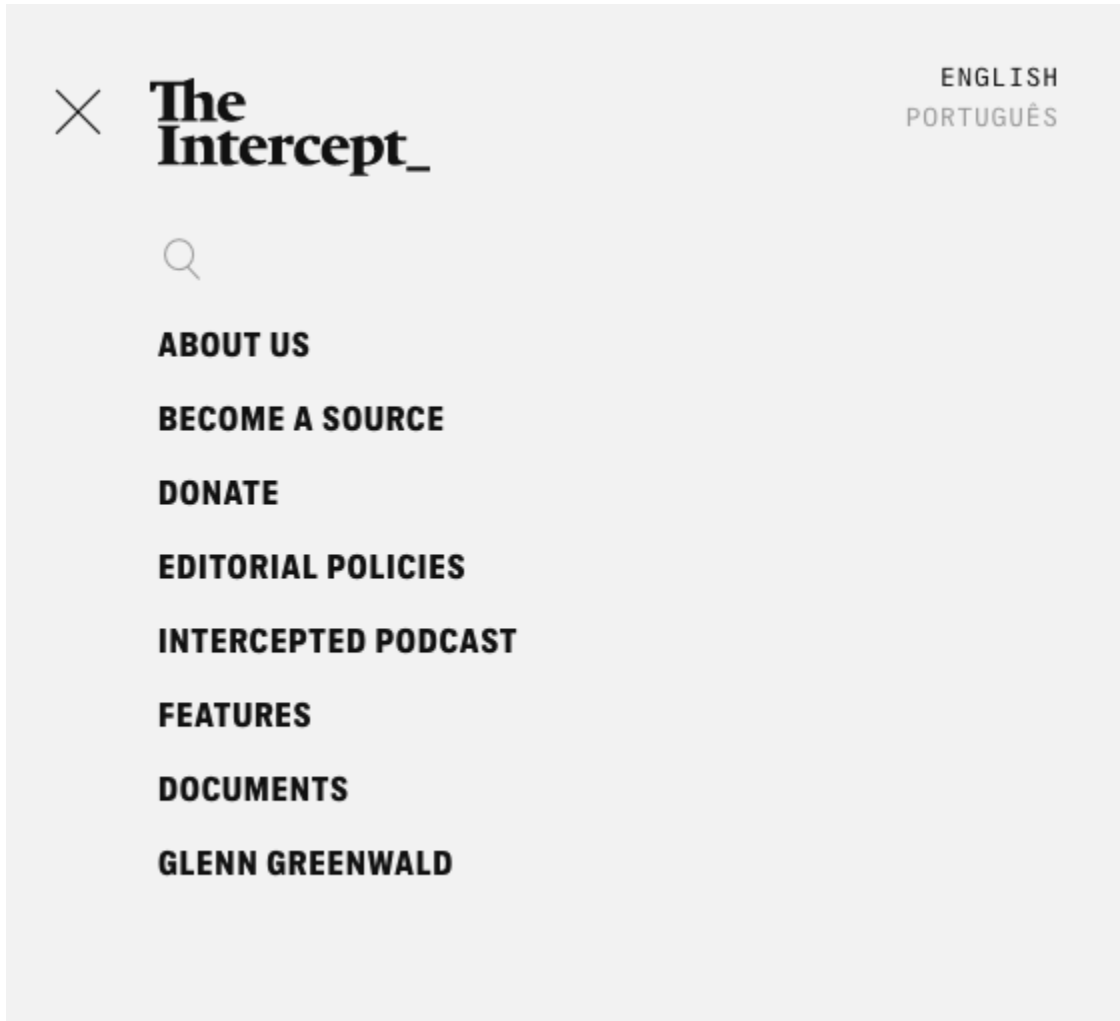 The
Intercept_
ENGLISH
PORTUGUÊS
ABOUT US
BECOME A SOURCE
DONATE
EDITORIAL POLICIES
INTERCEPTED PODCAST
FEATURES
DOCUMENTS
GLENN GREENWALD